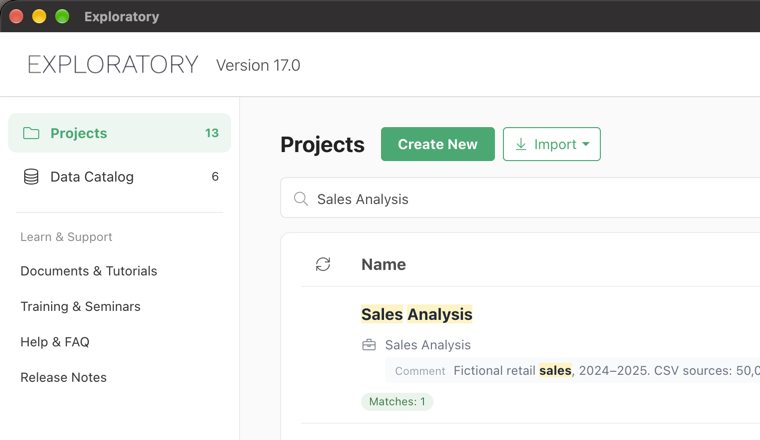 Exploratory
EXPLORATORY Version 17.0
Projects 13
Data Catalog 6
Learn & Support
Documents & Tutorials
Training & Seminars
Help & FAQ
Release Notes
Projects Create New Import
Sales Analysis
Name
Sales Analysis
Sales Analysis
Comment Fictional retail sales, 2024–2025. CSV sources: 50,0
Matches: 1